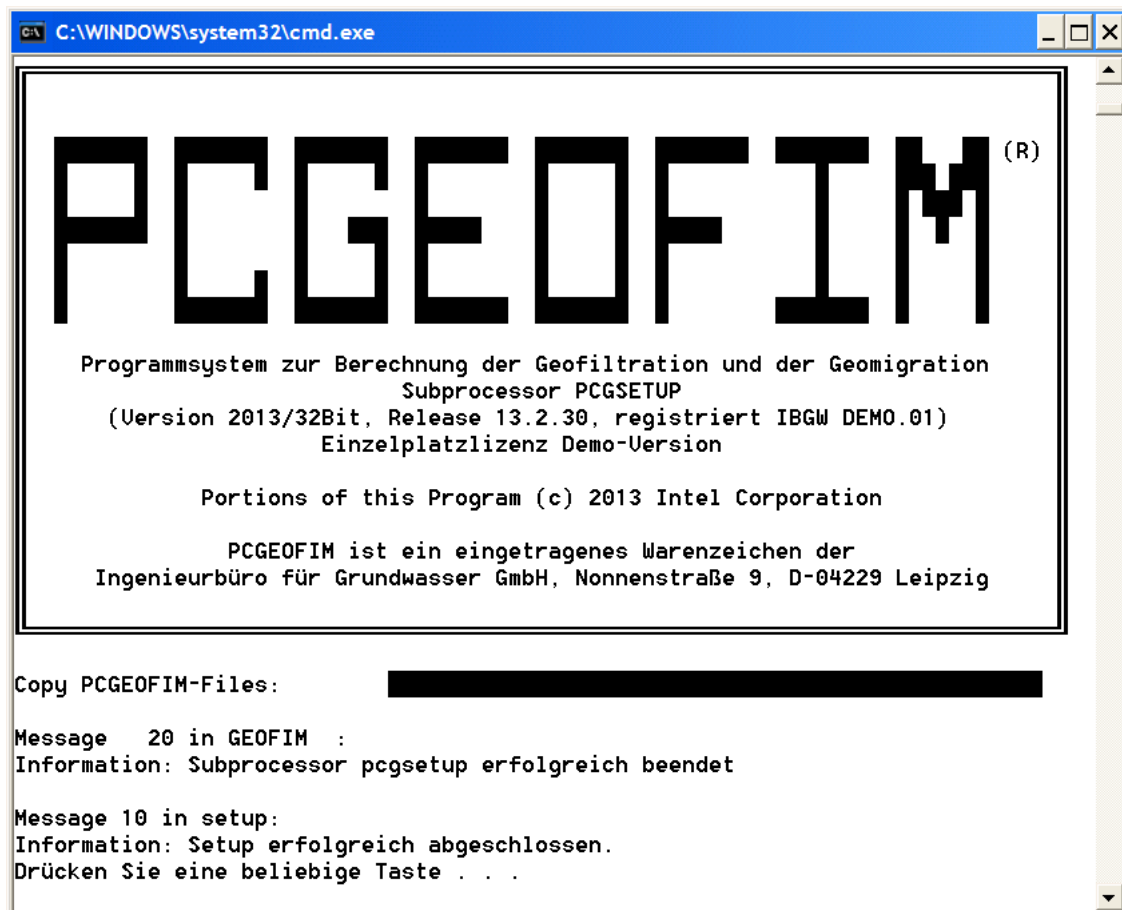 C:\WINDOWS\system32\cmd.exe
PCGEOFIM (R)
Programmsystem zur Berechnung der Geofiltration und der Geomigration
Subprocessor PCGSETUP
(Version 2013/32Bit, Release 13.2.30, registriert IBGW DEMO.01)
Einzelplatzlizenz Demo-Version
Portions of this Program (c) 2013 Intel Corporation
PCGEOFIM ist ein eingetragenes Warenzeichen der
Ingenieurbüro für Grundwasser GmbH, Nonnenstraße 9, D-04229 Leipzig
Copy PCGEOFIM-Files:
Message   20 in GEOFIM  :
Information: Subprocessor pcgsetup erfolgreich beendet
Message 10 in setup:
Information: Setup erfolgreich abgeschlossen.
Drücken Sie eine beliebige Taste . . .